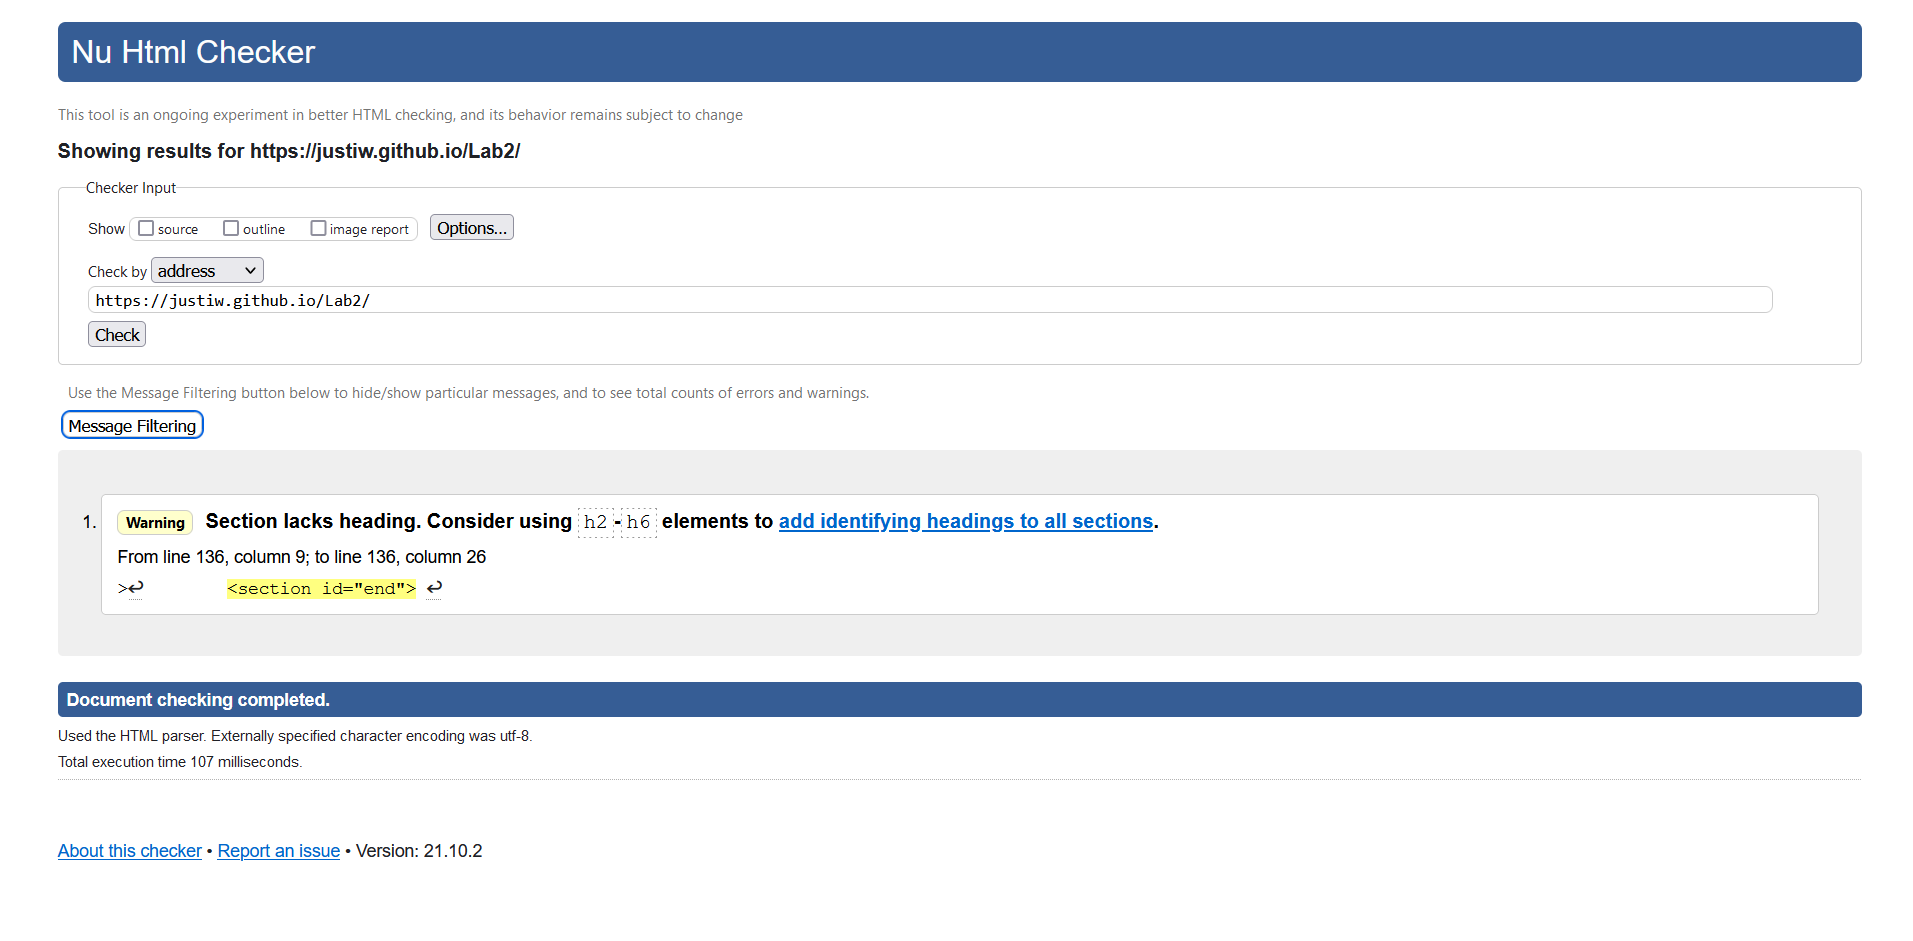 Nu Html Checker
This tool is an ongoing experiment in better HTML checking, and its behavior remains subject to change
Showing results for https://justiw.github.io/Lab2/
Checker Input
Show source outline image report Options...
Check by address
https://justiw.github.io/Lab2/
Check
Use the Message Filtering button below to hide/show particular messages, and to see total counts of errors and warnings.
Message Filtering
1. Warning Section lacks heading. Consider using h2-h6 elements to add identifying headings to all sections.
From line 136, column 9; to line 136, column 26
>↩ <section id="end"> ↩
Document checking completed.
Used the HTML parser. Externally specified character encoding was utf-8.
Total execution time 107 milliseconds.
About this checker • Report an issue • Version: 21.10.2